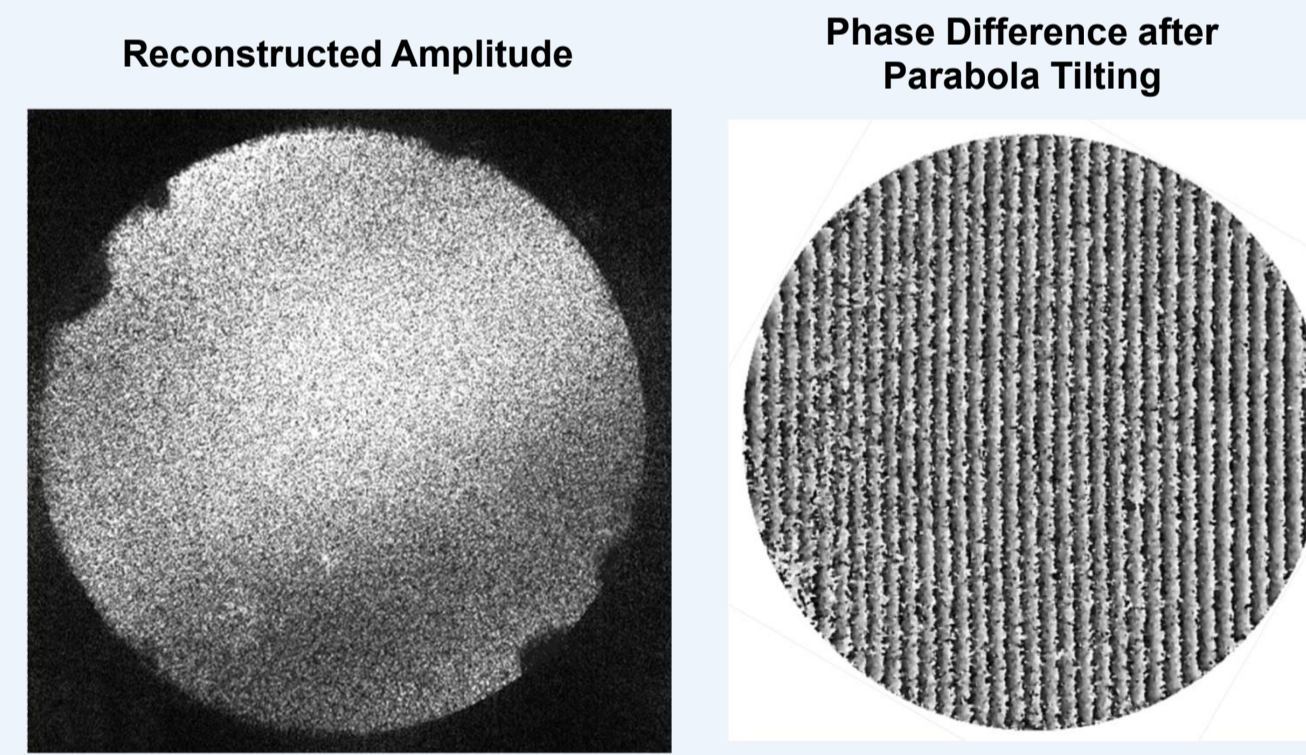 Reconstructed Amplitude
Phase Difference after
Parabola Tilting